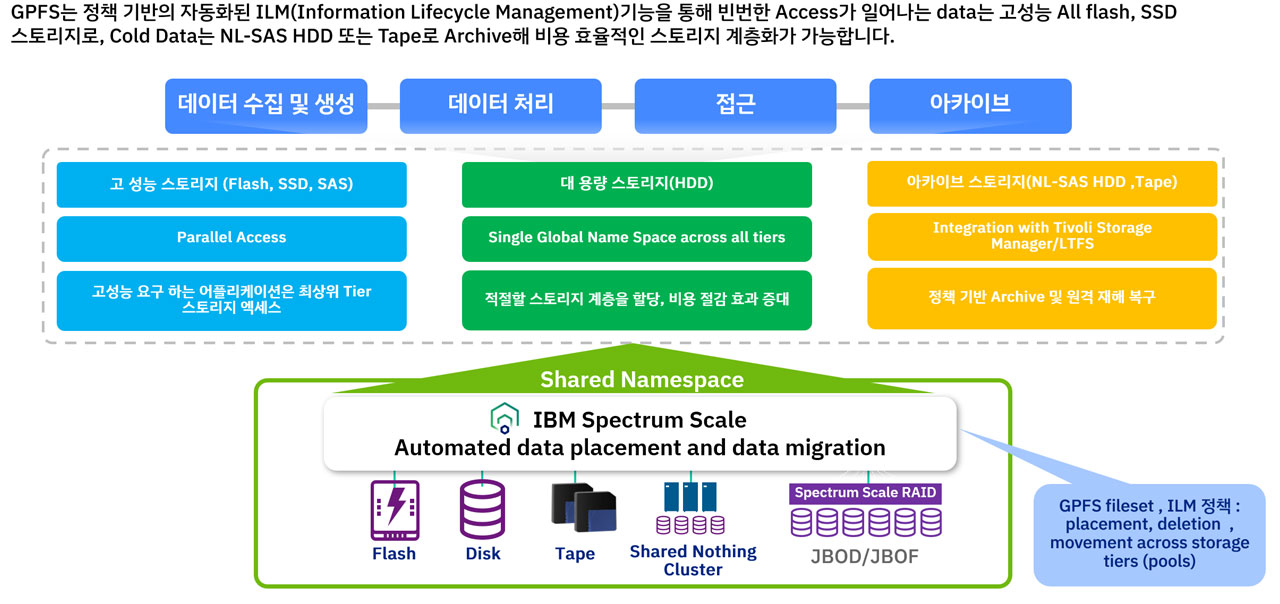 GPFS는 정책 기반의 자동화된 ILM(Information Lifecycle Management)기능을 통해 빈번한 Access가 일어나는 data는 고성능 All flash, SSD
스토리지로, Cold Data는 NL-SAS HDD 또는 Tape로 Archive해 비용 효율적인 스토리지 계층화가 가능합니다.
데이터 수집 및 생성
데이터 처리
접근
아카이브
고 성능 스토리지 (Flash, SSD, SAS)
대 용량 스토리지(HDD)
아카이브 스토리지(NL-SAS HDD ,Tape)
Parallel Access
Single Global Name Space across all tiers
Integration with Tivoli Storage
Manager/LTFS
고성능 요구 하는 어플리케이션은 최상위 Tier
스토리지 엑세스
적절할 스토리지 계층을 할당, 비용 절감 효과 증대
정책 기반 Archive 및 원격 재해 복구
Shared Namespace
IBM Spectrum Scale
Automated data placement and data migration
Spectrum Scale RAID
Flash
Disk
Tape
Shared Nothing
Cluster
JBOD/JBOF
GPFS fileset , ILM 정책 :
placement, deletion ,
movement across storage
tiers (pools)